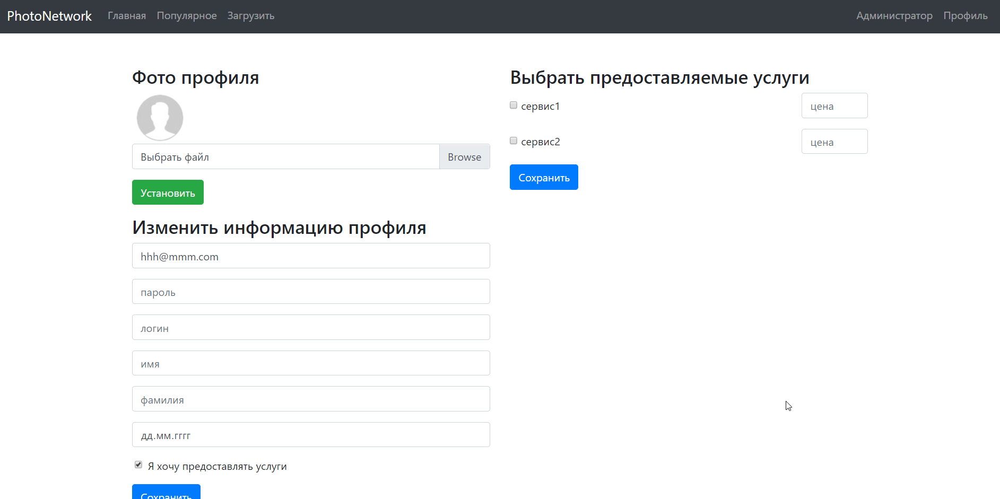 PhotoNetwork Главная Популярное Загрузить Администратор Профиль
Фото профиля
Выбрать файл Browse
Установить
Изменить информацию профиля
hhh@mmm.com
пароль
логин
имя
фамилия
дд.мм.гггг
Я хочу предоставлять услуги
Сохранить
Выбрать предоставляемые услуги
сервис1 цена
сервис2 цена
Сохранить